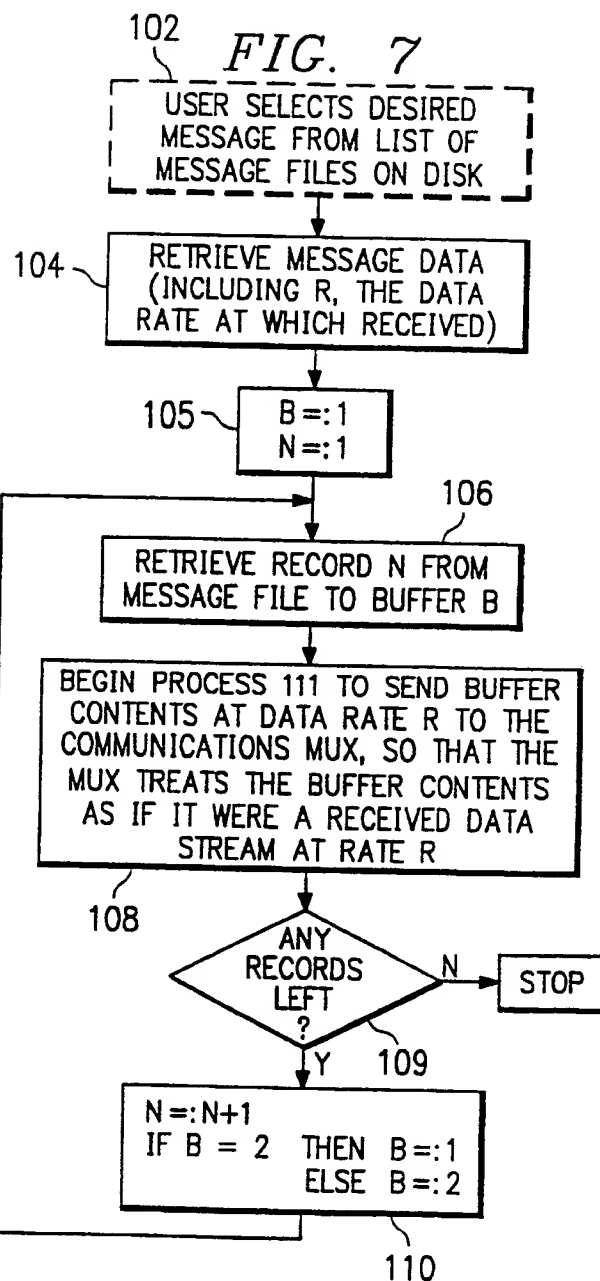 102
FIG. 7
USER SELECTS DESIRED
MESSAGE FROM LIST OF
MESSAGE FILES ON DISK
104
RETRIEVE MESSAGE DATA
(INCLUDING R, THE DATA
RATE AT WHICH RECEIVED)
105
B=:1
N=:1
106
RETRIEVE RECORD N FROM
MESSAGE FILE TO BUFFER B
BEGIN PROCESS 111 TO SEND BUFFER
CONTENTS AT DATA RATE R TO THE
COMMUNICATIONS MUX, SO THAT THE
MUX TREATS THE BUFFER CONTENTS
AS IF IT WERE A RECEIVED DATA
STREAM AT RATE R
108
ANY
RECORDS
LEFT
?
N
STOP
109
Y
N=:N+1
IF B = 2 THEN B=:1
ELSE B=:2
110